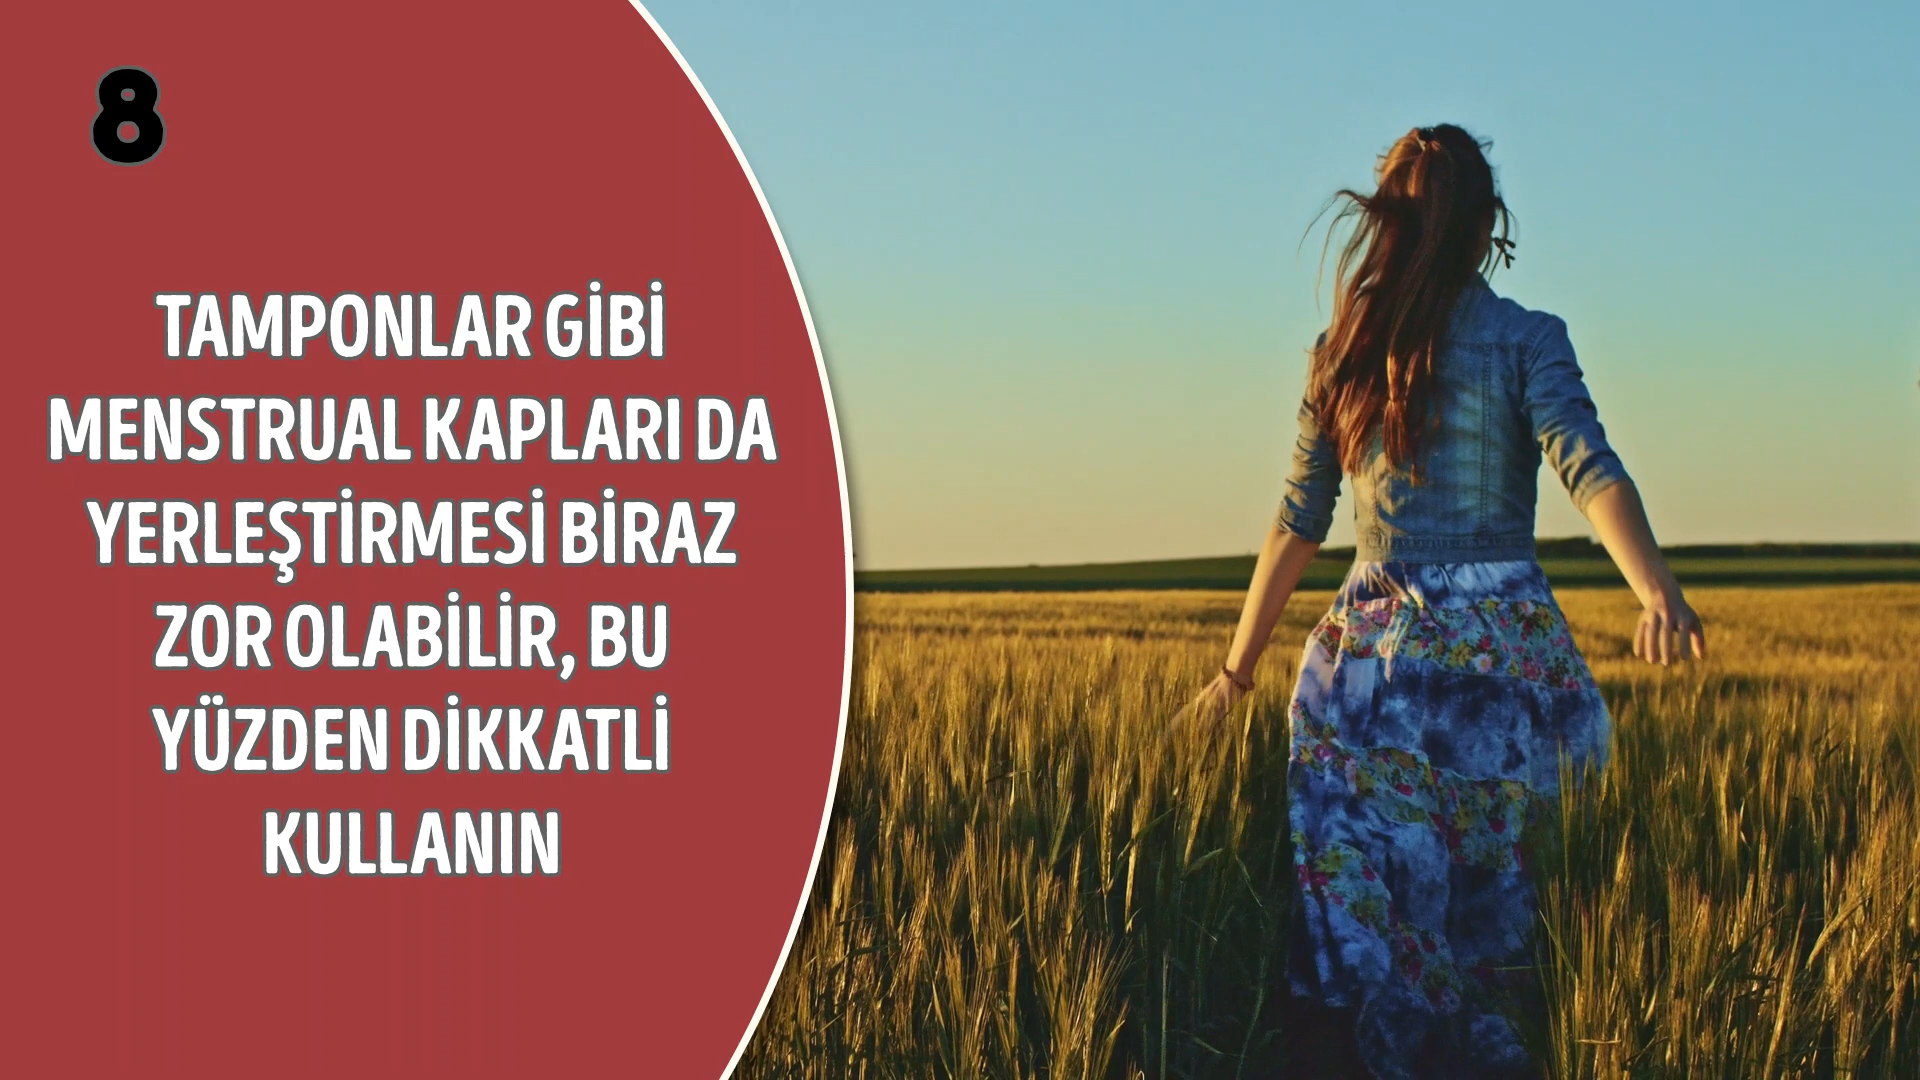 8
TAMPONLAR GİBİ
MENSTRUAL KAPLARI DA
YERLEŞTİRMESİ BİRAZ
ZOR OLABİLİR, BU
YÜZDEN DİKKATLİ
KULLANIN